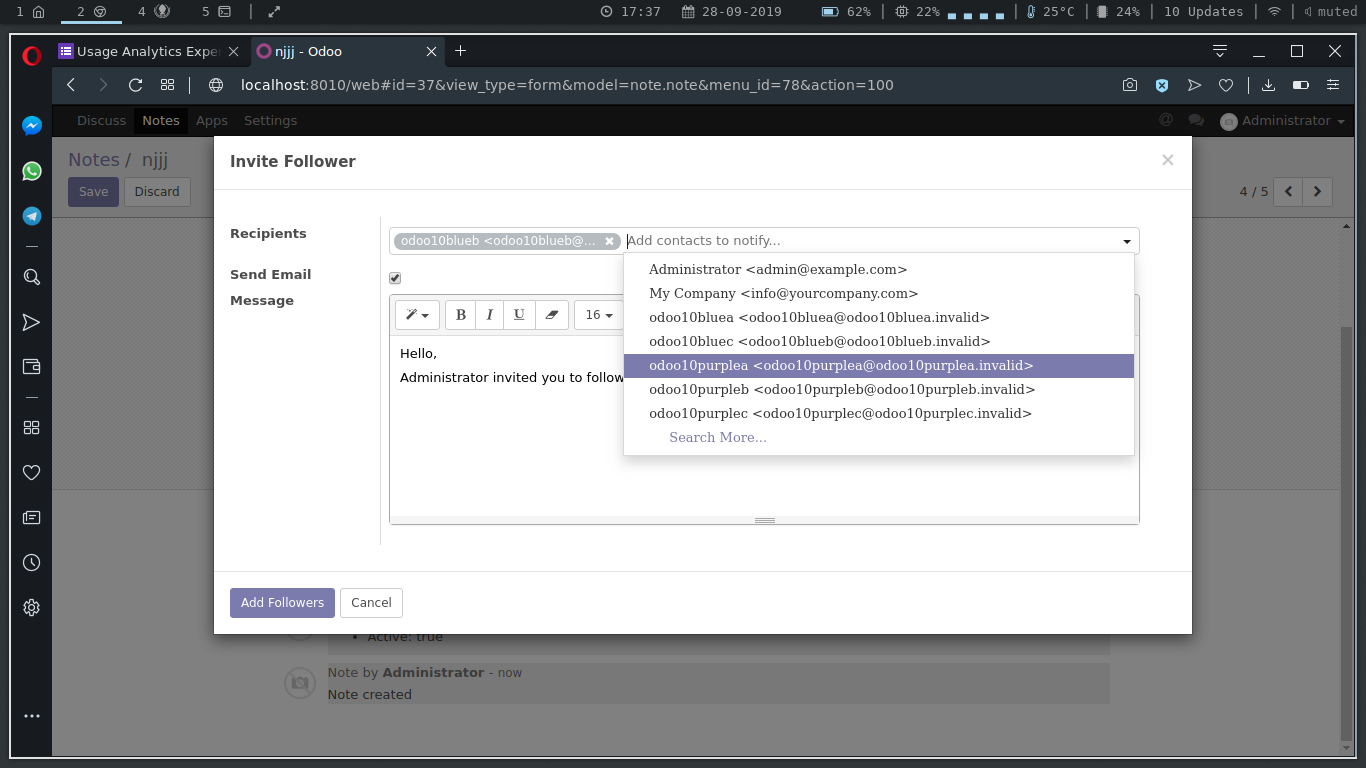 1 2 4 5 17:37 28-09-2019 62% 22% 25°C 24% 10 Updates muted
Usage Analytics Expe
njjj - Odoo
localhost:8010/web#id=37&view_type=form&model=note.note&menu_id=78&action=100
Discuss Notes Apps Settings Administrator
Notes / njjj
Save Discard
4 / 5
Invite Follower
×
Recipients
odoo10blueb <odoo10blueb@...
Add contacts to notify...
Administrator <admin@example.com>
My Company <info@yourcompany.com>
odoo10bluea <odoo10bluea@odoo10bluea.invalid>
odoo10bluec <odoo10blueb@odoo10blueb.invalid>
odoo10purplea <odoo10purplea@odoo10purplea.invalid>
odoo10purpleb <odoo10purpleb@odoo10purpleb.invalid>
odoo10purplec <odoo10purplec@odoo10purplec.invalid>
Search More...
Send Email
Message
B I U 16
Hello,
Administrator invited you to follow
Add Followers Cancel
• Active: true
Note by Administrator - now
Note created